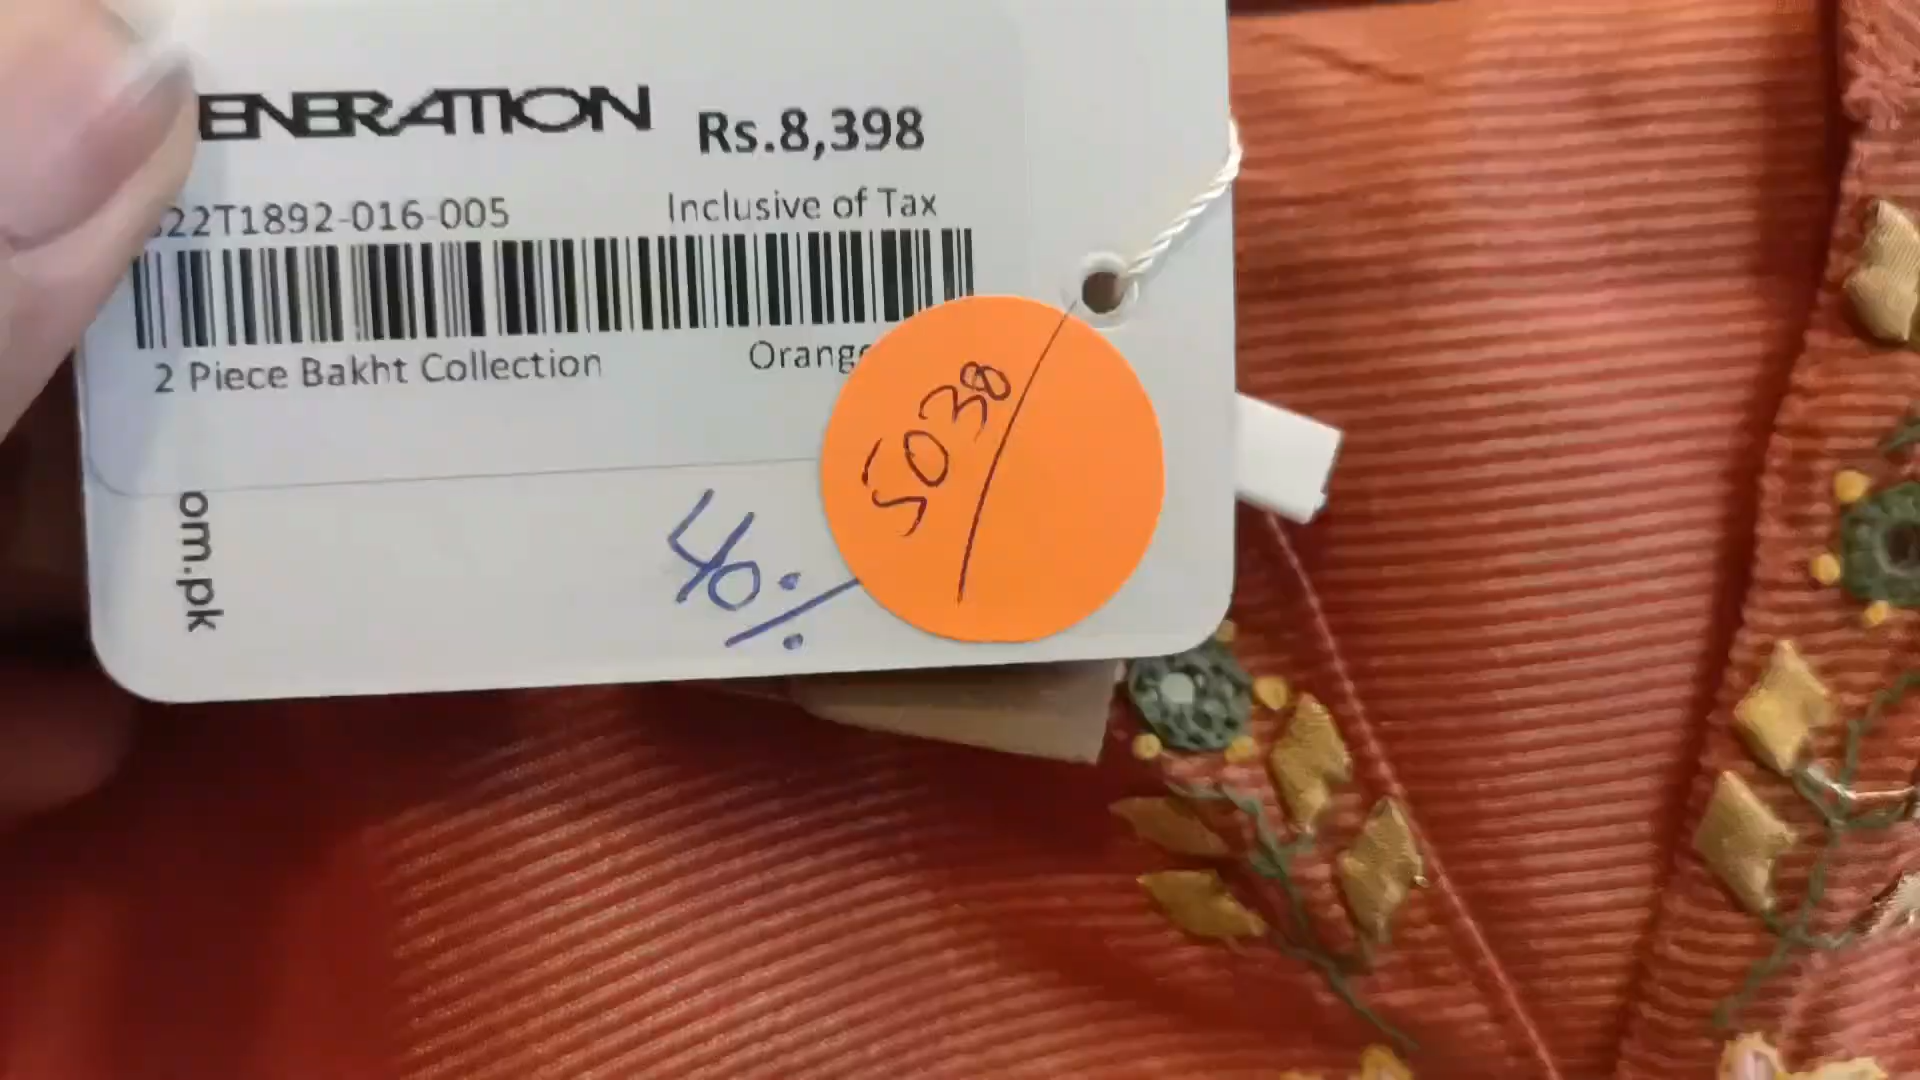 ENERATION
Rs.8,398
22T1892-016-005
Inclusive of Tax
2 Piece Bakht Collection
Orange
5038/
40%
om.pk